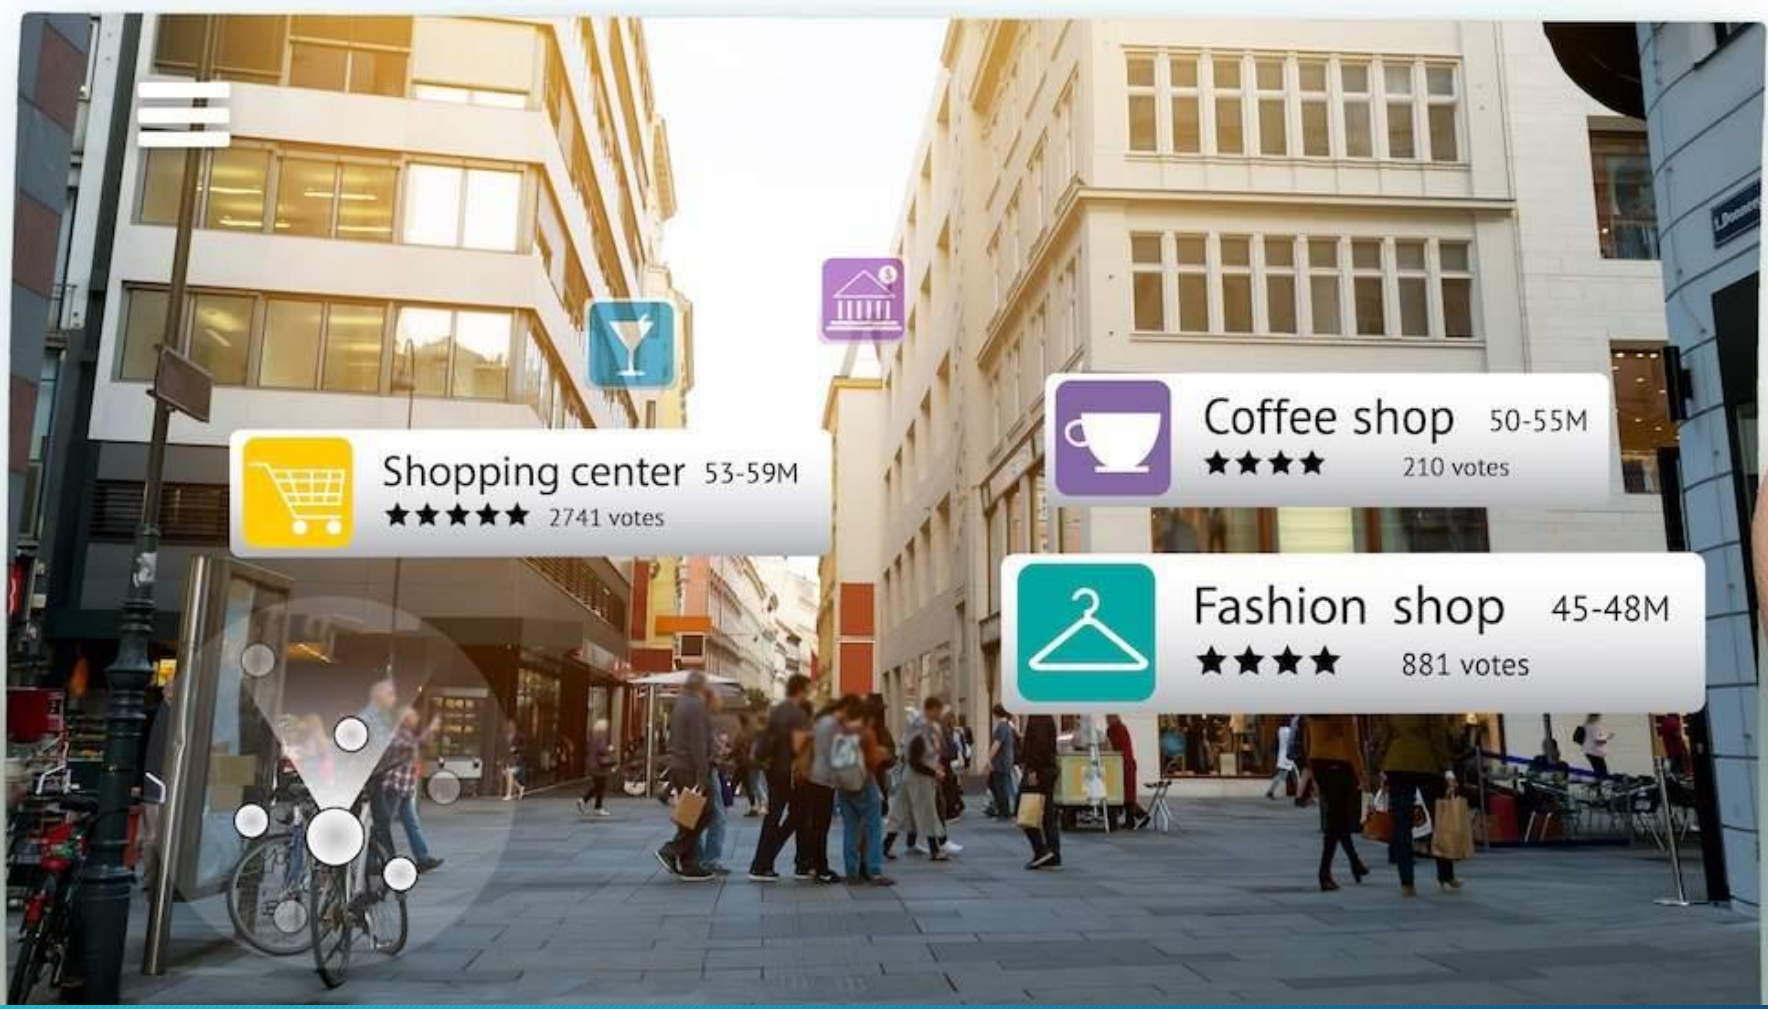 Shopping center 53-59M
★★★★★ 2741 votes
Coffee shop 50-55M
★★★★ 210 votes
Fashion shop 45-48M
★★★★ 881 votes